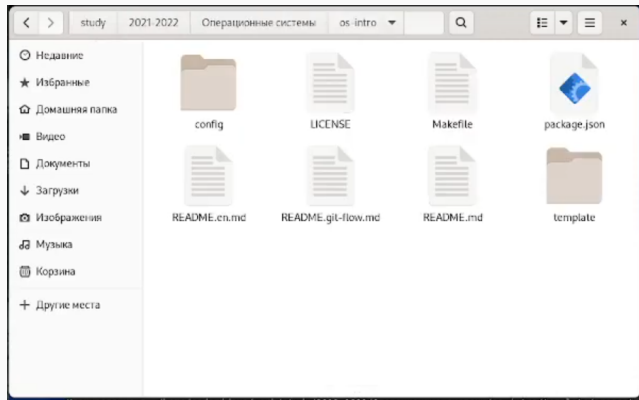 study 2021-2022 Операционные системы os-intro
Недавние
Избранные
Домашняя папка
Видео
Документы
Загрузки
Изображения
Музыка
Корзина
Другие места
config LICENSE Makefile package.json
README.en.md README.git-flow.md README.md template